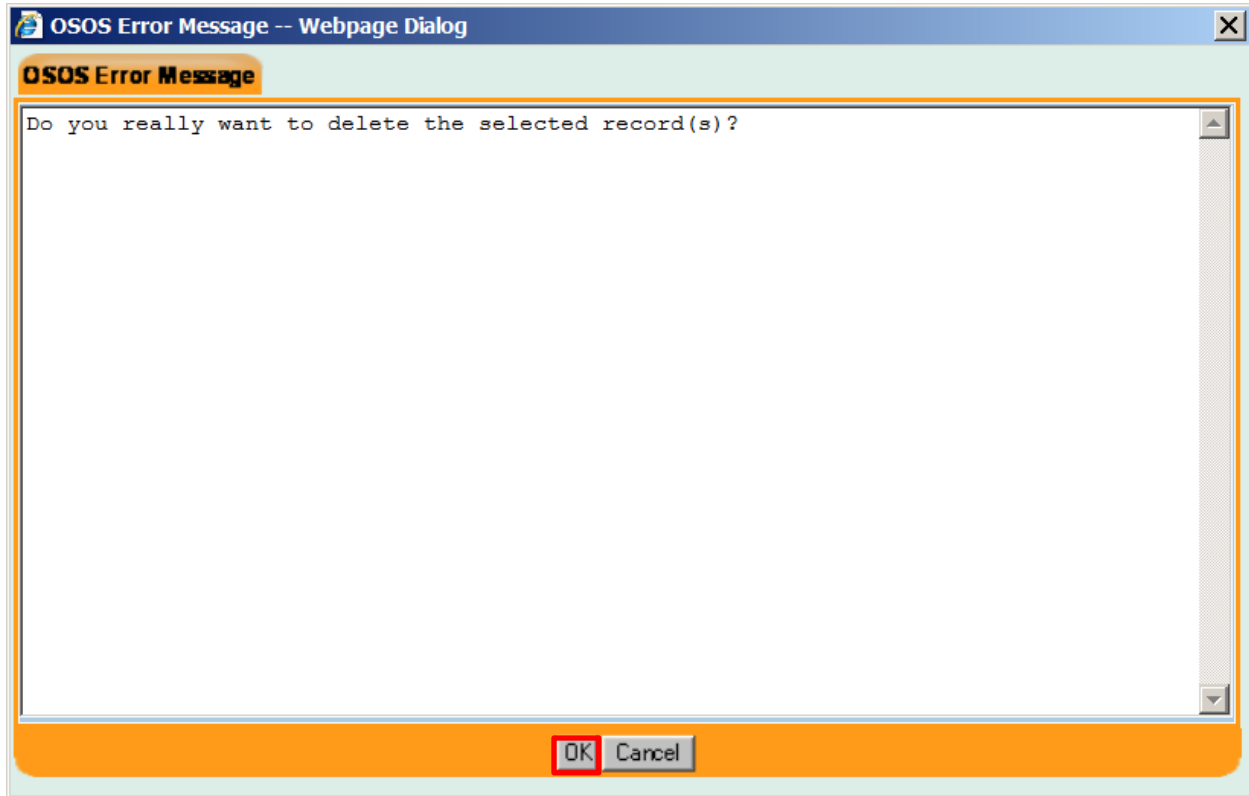 OSOS Error Message -- Webpage Dialog
OSOS Error Message
Do you really want to delete the selected record(s)?
OK Cancel